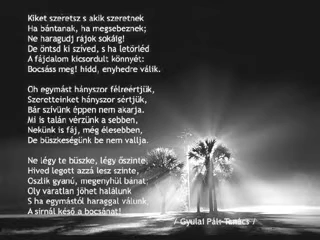 Kiket szeretsz s akik szeretnek
Ha bántanak, ha megsebeznek;
Ne haragudj rájok sokáig!
De öntsd ki szíved, s ha letörléd
A fájdalom kicsordult könnyét:
Bocsáss meg! hidd, enyhedre válik.
Oh egymást hányszor félreértjük,
Szeretteinket hányszor sértjük,
Bár szívünk éppen nem akarja.
Mi is talán vérzünk a sebben,
Nekünk is fáj, még élesebben,
De büszkeségünk be nem vallja.
Ne légy te büszke, légy őszinte,
Híved legott azzá lesz szinte,
Oszlik gyanú, megenyhül bánat;
Oly váratlan jőhet halálunk
S ha egymástól haraggal válunk,
A sírnál késő a bocsánat!
/ Gyulai Pál: Tanács /